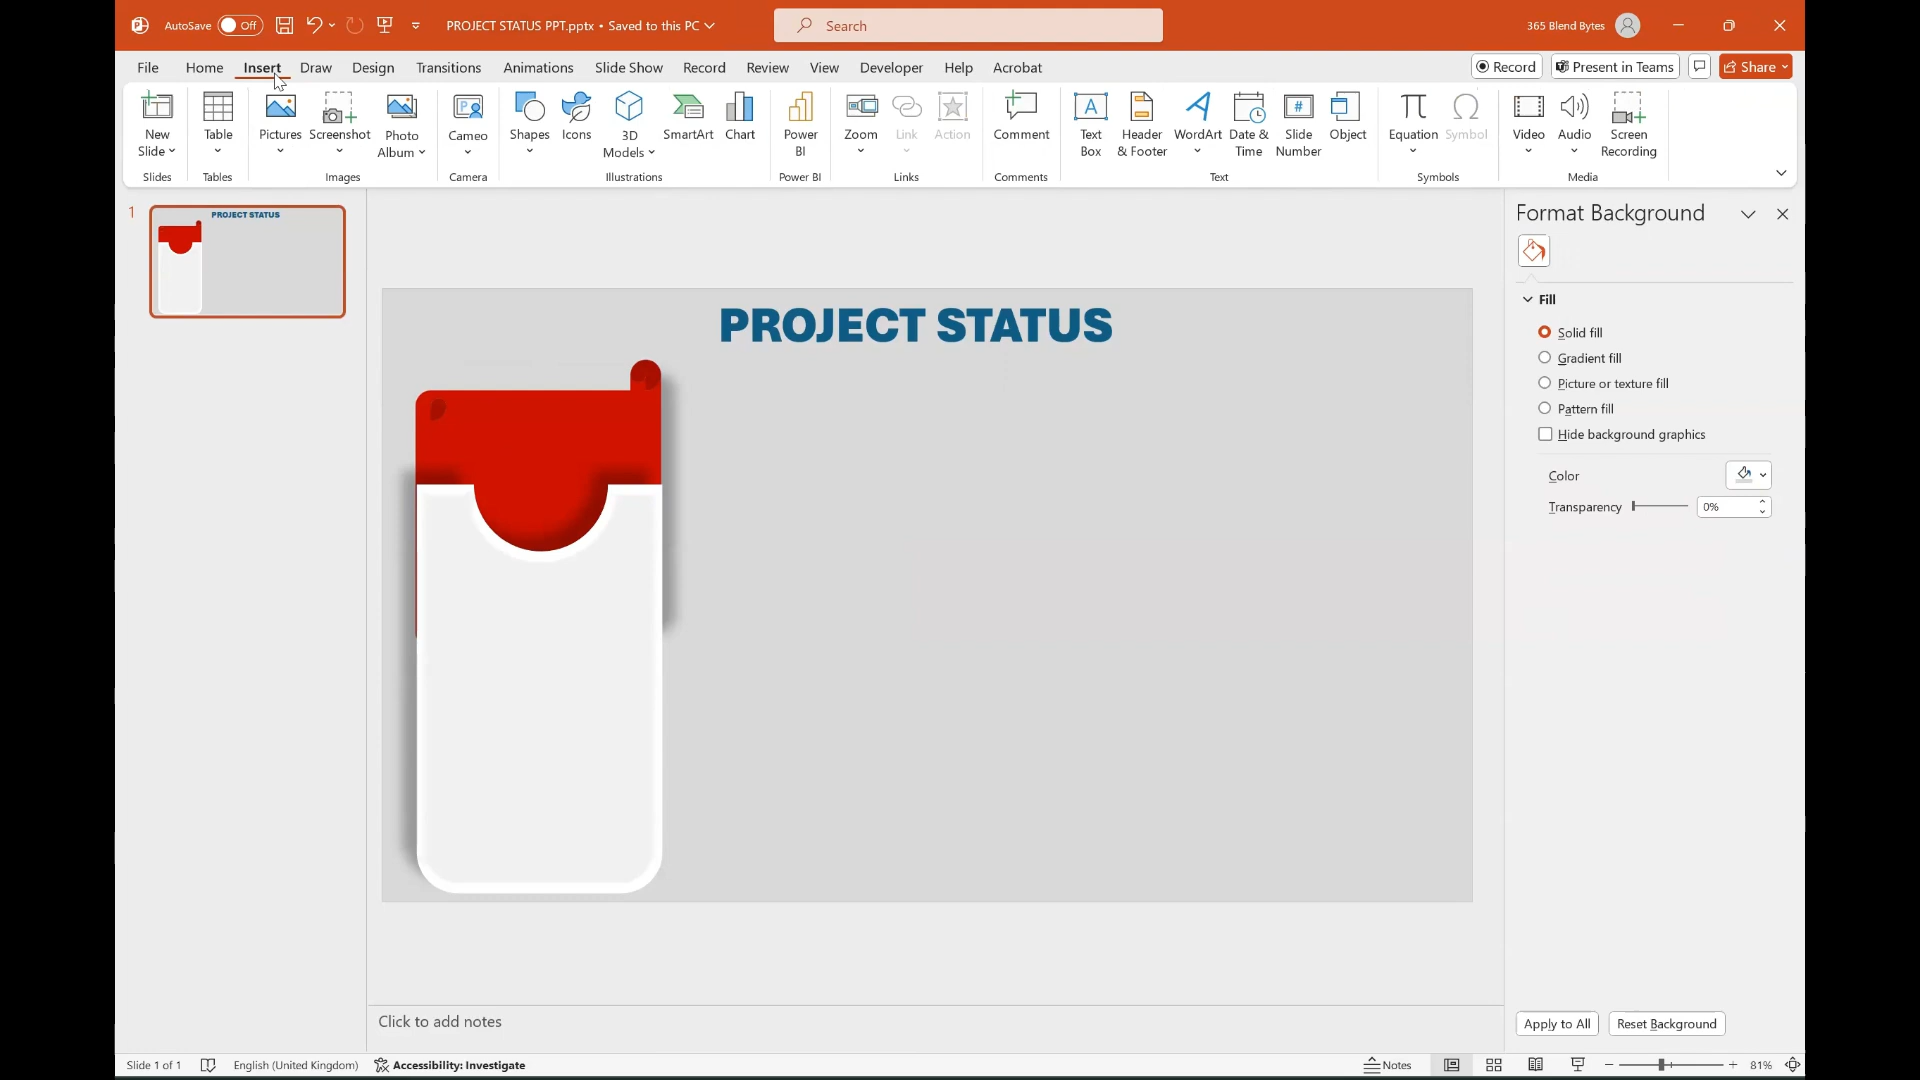 AutoSave Off PROJECT STATUS PPT.pptx • Saved to this PC Search 365 Blend Bytes
File Home Insert Draw Design Transitions Animations Slide Show Record Review View Developer Help Acrobat Record Present in Teams Share
New Slide
Table
Pictures
Screenshot
Photo Album
Cameo
Shapes
Icons
3D Models
SmartArt
Chart
Power BI
Zoom
Link
Action
Comment
Text Box
Header & Footer
WordArt
Date & Time
Slide Number
Object
Equation
Symbol
Video
Audio
Screen Recording
Slides Tables Images Camera Illustrations Power BI Links Comments Text Symbols Media
1
PROJECT STATUS
PROJECT STATUS
Format Background
Fill
Solid fill
Gradient fill
Picture or texture fill
Pattern fill
Hide background graphics
Color
Transparency 0%
Apply to All Reset Background
Click to add notes
Slide 1 of 1 English (United Kingdom) Accessibility: Investigate Notes 81%